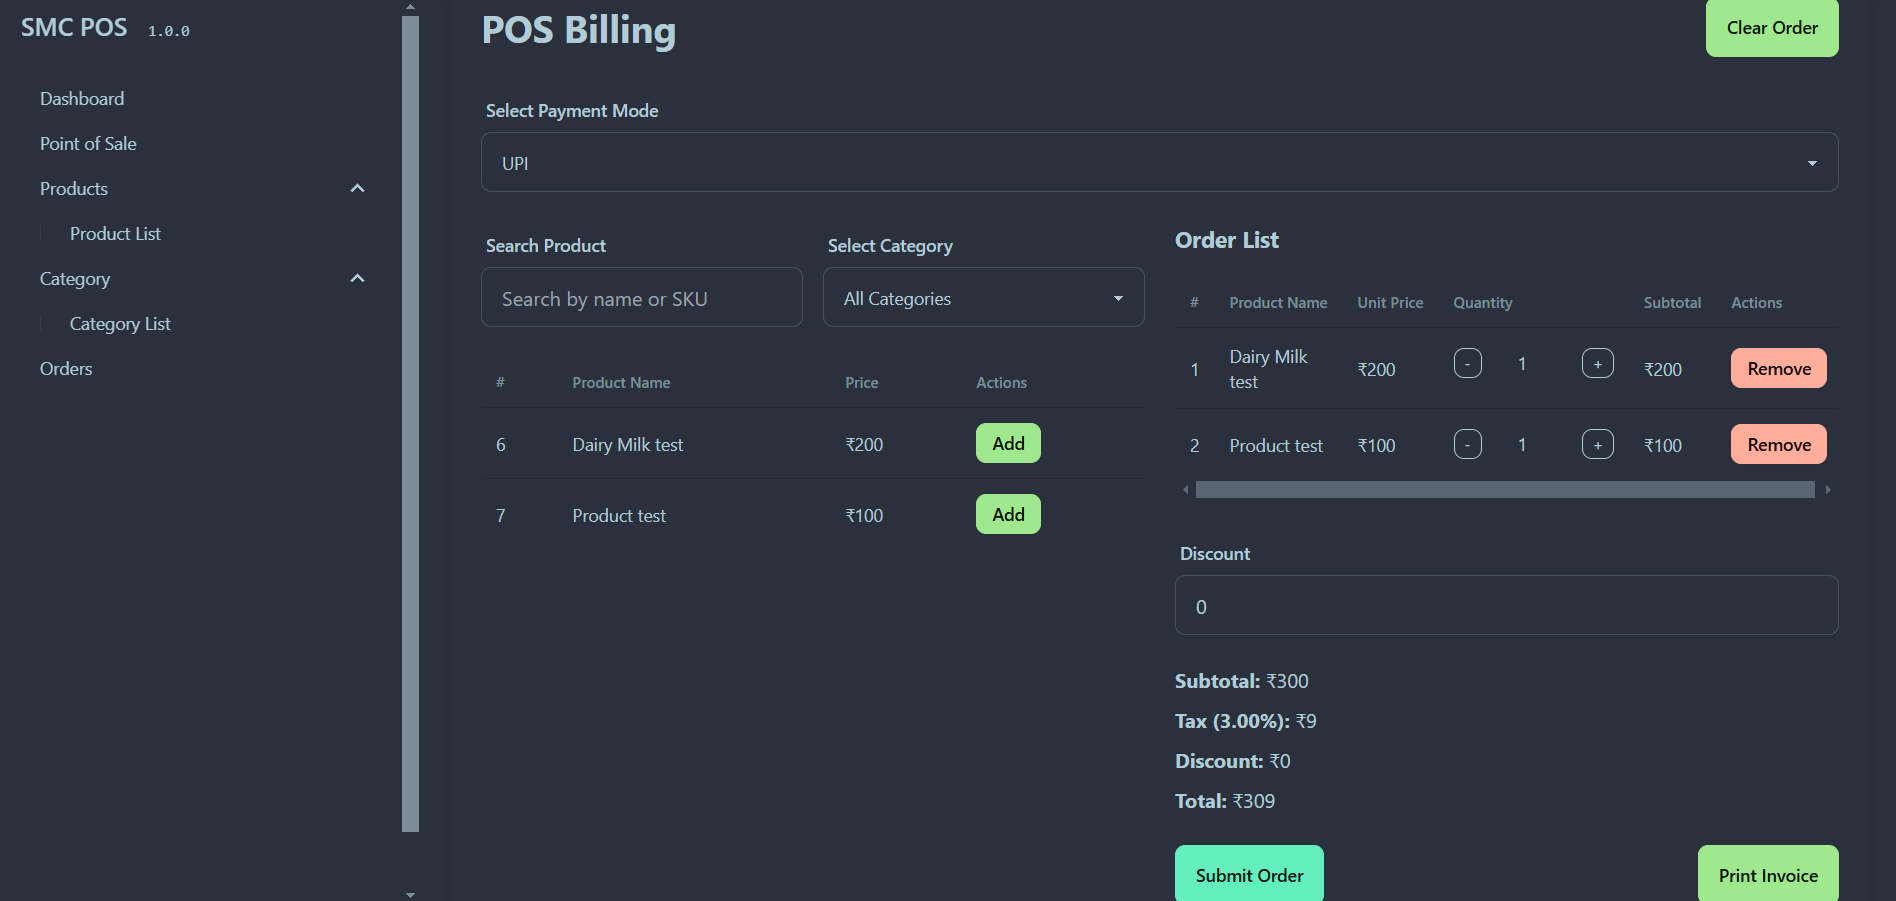 SMC POS 1.0.0
Dashboard
Point of Sale
Products
Product List
Category
Category List
Orders
POS Billing
Clear Order
Select Payment Mode
UPI
Search Product
Search by name or SKU
Select Category
All Categories
# Product Name Price Actions
6 Dairy Milk test ₹200 Add
7 Product test ₹100 Add
Order List
# Product Name Unit Price Quantity Subtotal Actions
1 Dairy Milk test ₹200 - 1 + ₹200 Remove
2 Product test ₹100 - 1 + ₹100 Remove
Discount
0
Subtotal: ₹300
Tax (3.00%): ₹9
Discount: ₹0
Total: ₹309
Submit Order
Print Invoice